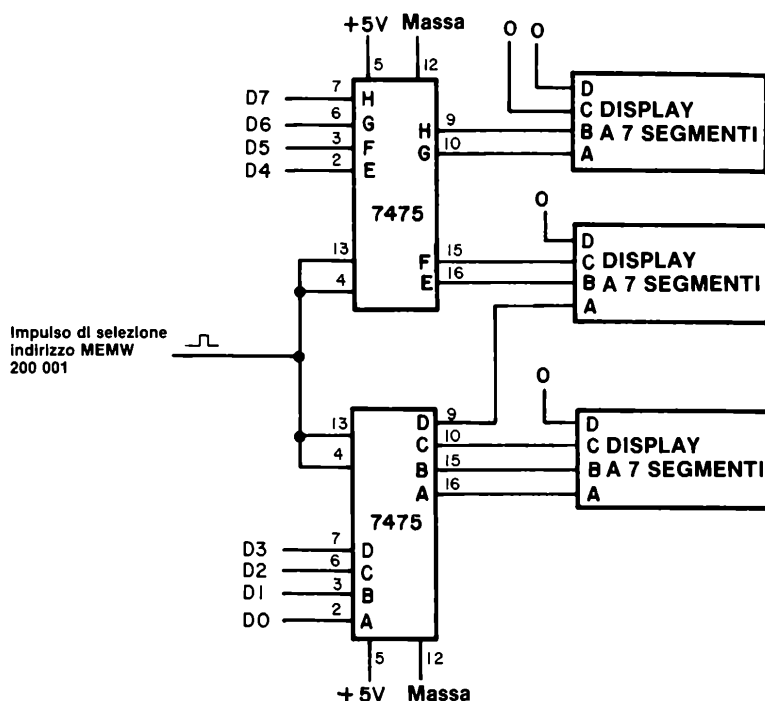 +5V Massa
5 12
0 0
D7 7 H
D6 6 G
D5 3 F
D4 2 E
H 9
G 10
7475
13
4
F 15
E 16
D
C DISPLAY
B A 7 SEGMENTI
A
0
D
C DISPLAY
B A 7 SEGMENTI
A
Impulso di selezione
indirizzo MEMW
200 001
13
4
D 9
C 10
B 15
A 16
7475
D3 7 D
D2 6 C
D1 3 B
D0 2 A
0
D
C DISPLAY
B A 7 SEGMENTI
A
5 12
+5V Massa